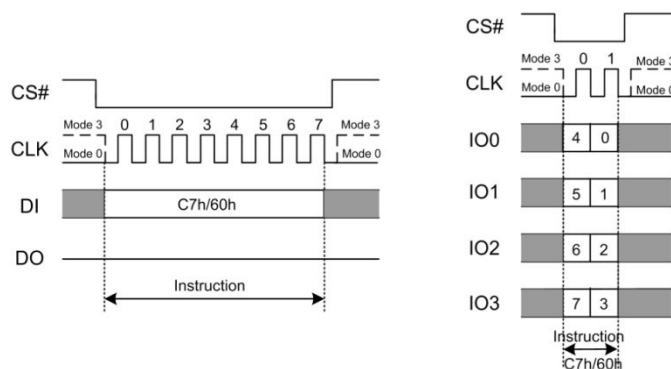 CS#
Mode 3 0 1 2 3 4 5 6 7 Mode 3
CLK
Mode 0 Mode 0
DI
C7h/60h
DO
Instruction
CS#
0 1
Mode 3 Mode 3
CLK
Mode 0 Mode 0
IO0 4 0
IO1 5 1
IO2 6 2
IO3 7 3
Instruction
C7h/60h